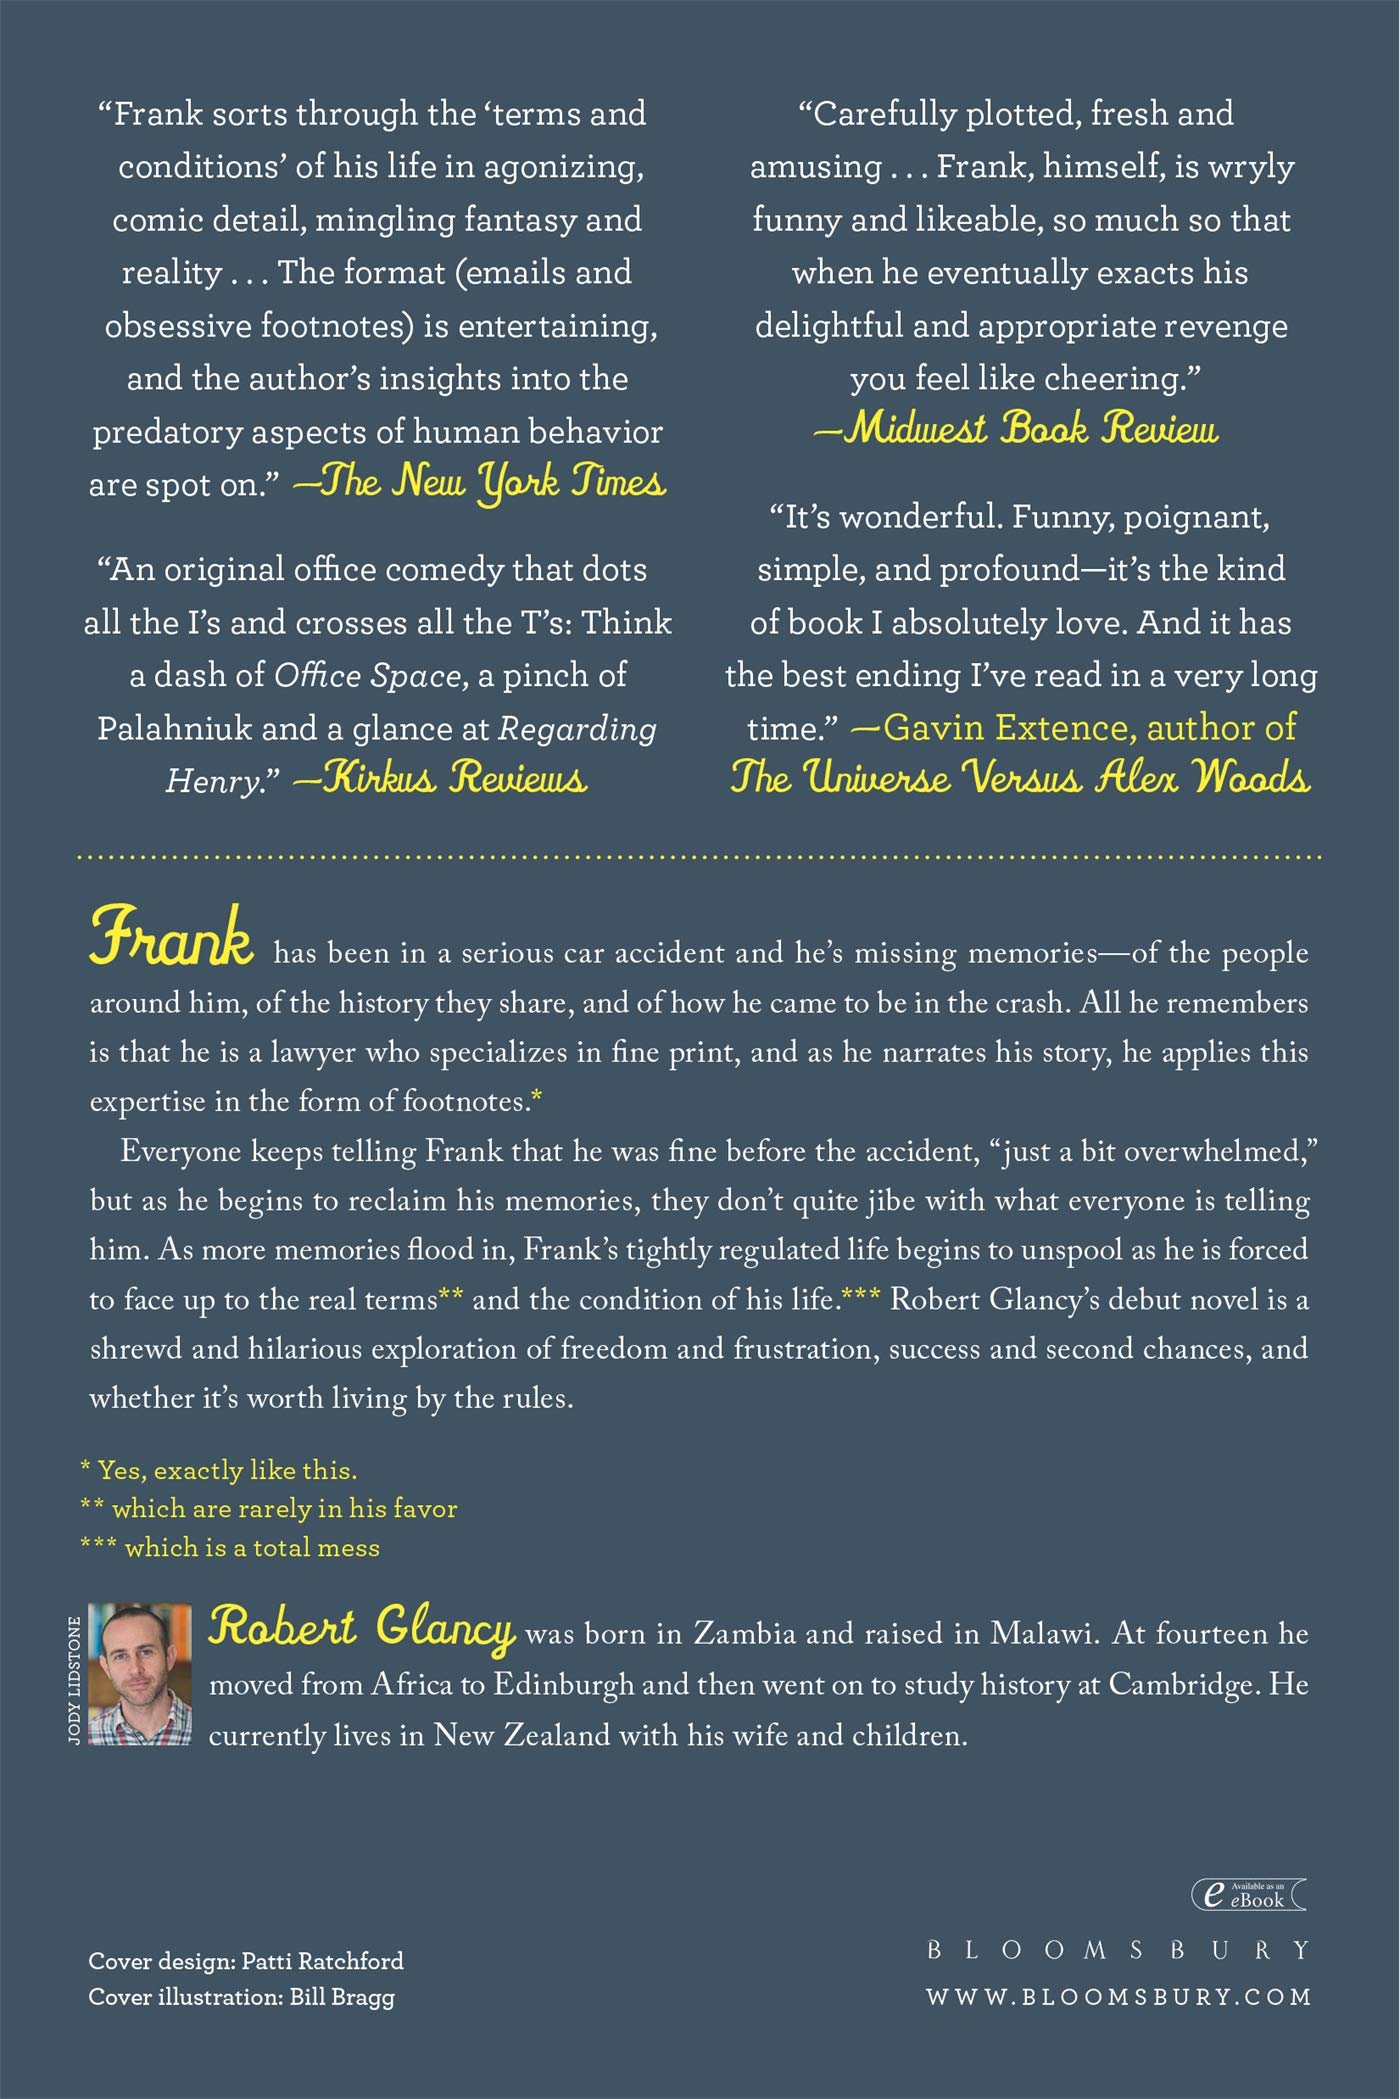 “Frank sorts through the ‘terms and
conditions’ of his life in agonizing,
comic detail, mingling fantasy and
reality . . . The format (emails and
obsessive footnotes) is entertaining,
and the author’s insights into the
predatory aspects of human behavior
are spot on.” —The New York Times
“An original office comedy that dots
all the I’s and crosses all the T’s: Think
a dash of Office Space, a pinch of
Palahniuk and a glance at Regarding
Henry.” —Kirkus Reviews
“Carefully plotted, fresh and
amusing . . . Frank, himself, is wryly
funny and likeable, so much so that
when he eventually exacts his
delightful and appropriate revenge
you feel like cheering.”
—Midwest Book Review
“It’s wonderful. Funny, poignant,
simple, and profound—it’s the kind
of book I absolutely love. And it has
the best ending I’ve read in a very long
time.” —Gavin Extence, author of
The Universe Versus Alex Woods
Frank has been in a serious car accident and he’s missing memories—of the people
around him, of the history they share, and of how he came to be in the crash. All he remembers
is that he is a lawyer who specializes in fine print, and as he narrates his story, he applies this
expertise in the form of footnotes.*
Everyone keeps telling Frank that he was fine before the accident, “just a bit overwhelmed,”
but as he begins to reclaim his memories, they don’t quite jibe with what everyone is telling
him. As more memories flood in, Frank’s tightly regulated life begins to unspool as he is forced
to face up to the real terms** and the condition of his life.*** Robert Glancy’s debut novel is a
shrewd and hilarious exploration of freedom and frustration, success and second chances, and
whether it’s worth living by the rules.
* Yes, exactly like this.
** which are rarely in his favor
*** which is a total mess
JODY LIDSTONE
Robert Glancy was born in Zambia and raised in Malawi. At fourteen he
moved from Africa to Edinburgh and then went on to study history at Cambridge. He
currently lives in New Zealand with his wife and children.
e Available as an
eBook
Cover design: Patti Ratchford
Cover illustration: Bill Bragg
BLOOMSBURY
WWW.BLOOMSBURY.COM